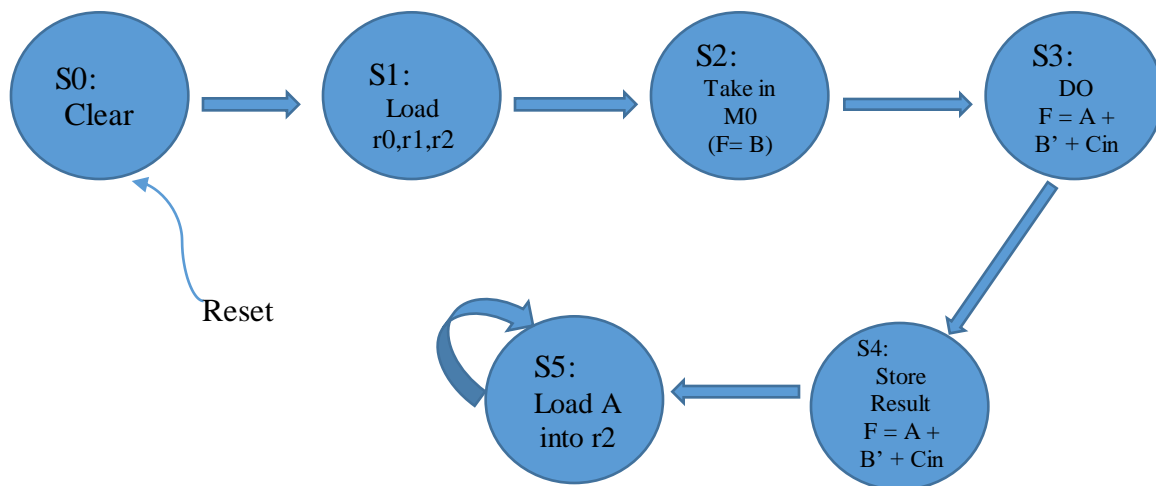 S0:
Clear
S1:
Load
r0,r1,r2
S2:
Take in
M0
(F= B)
S3:
DO
F = A +
B’ + Cin
Reset
S5:
Load A
into r2
S4:
Store
Result
F = A +
B’ + Cin